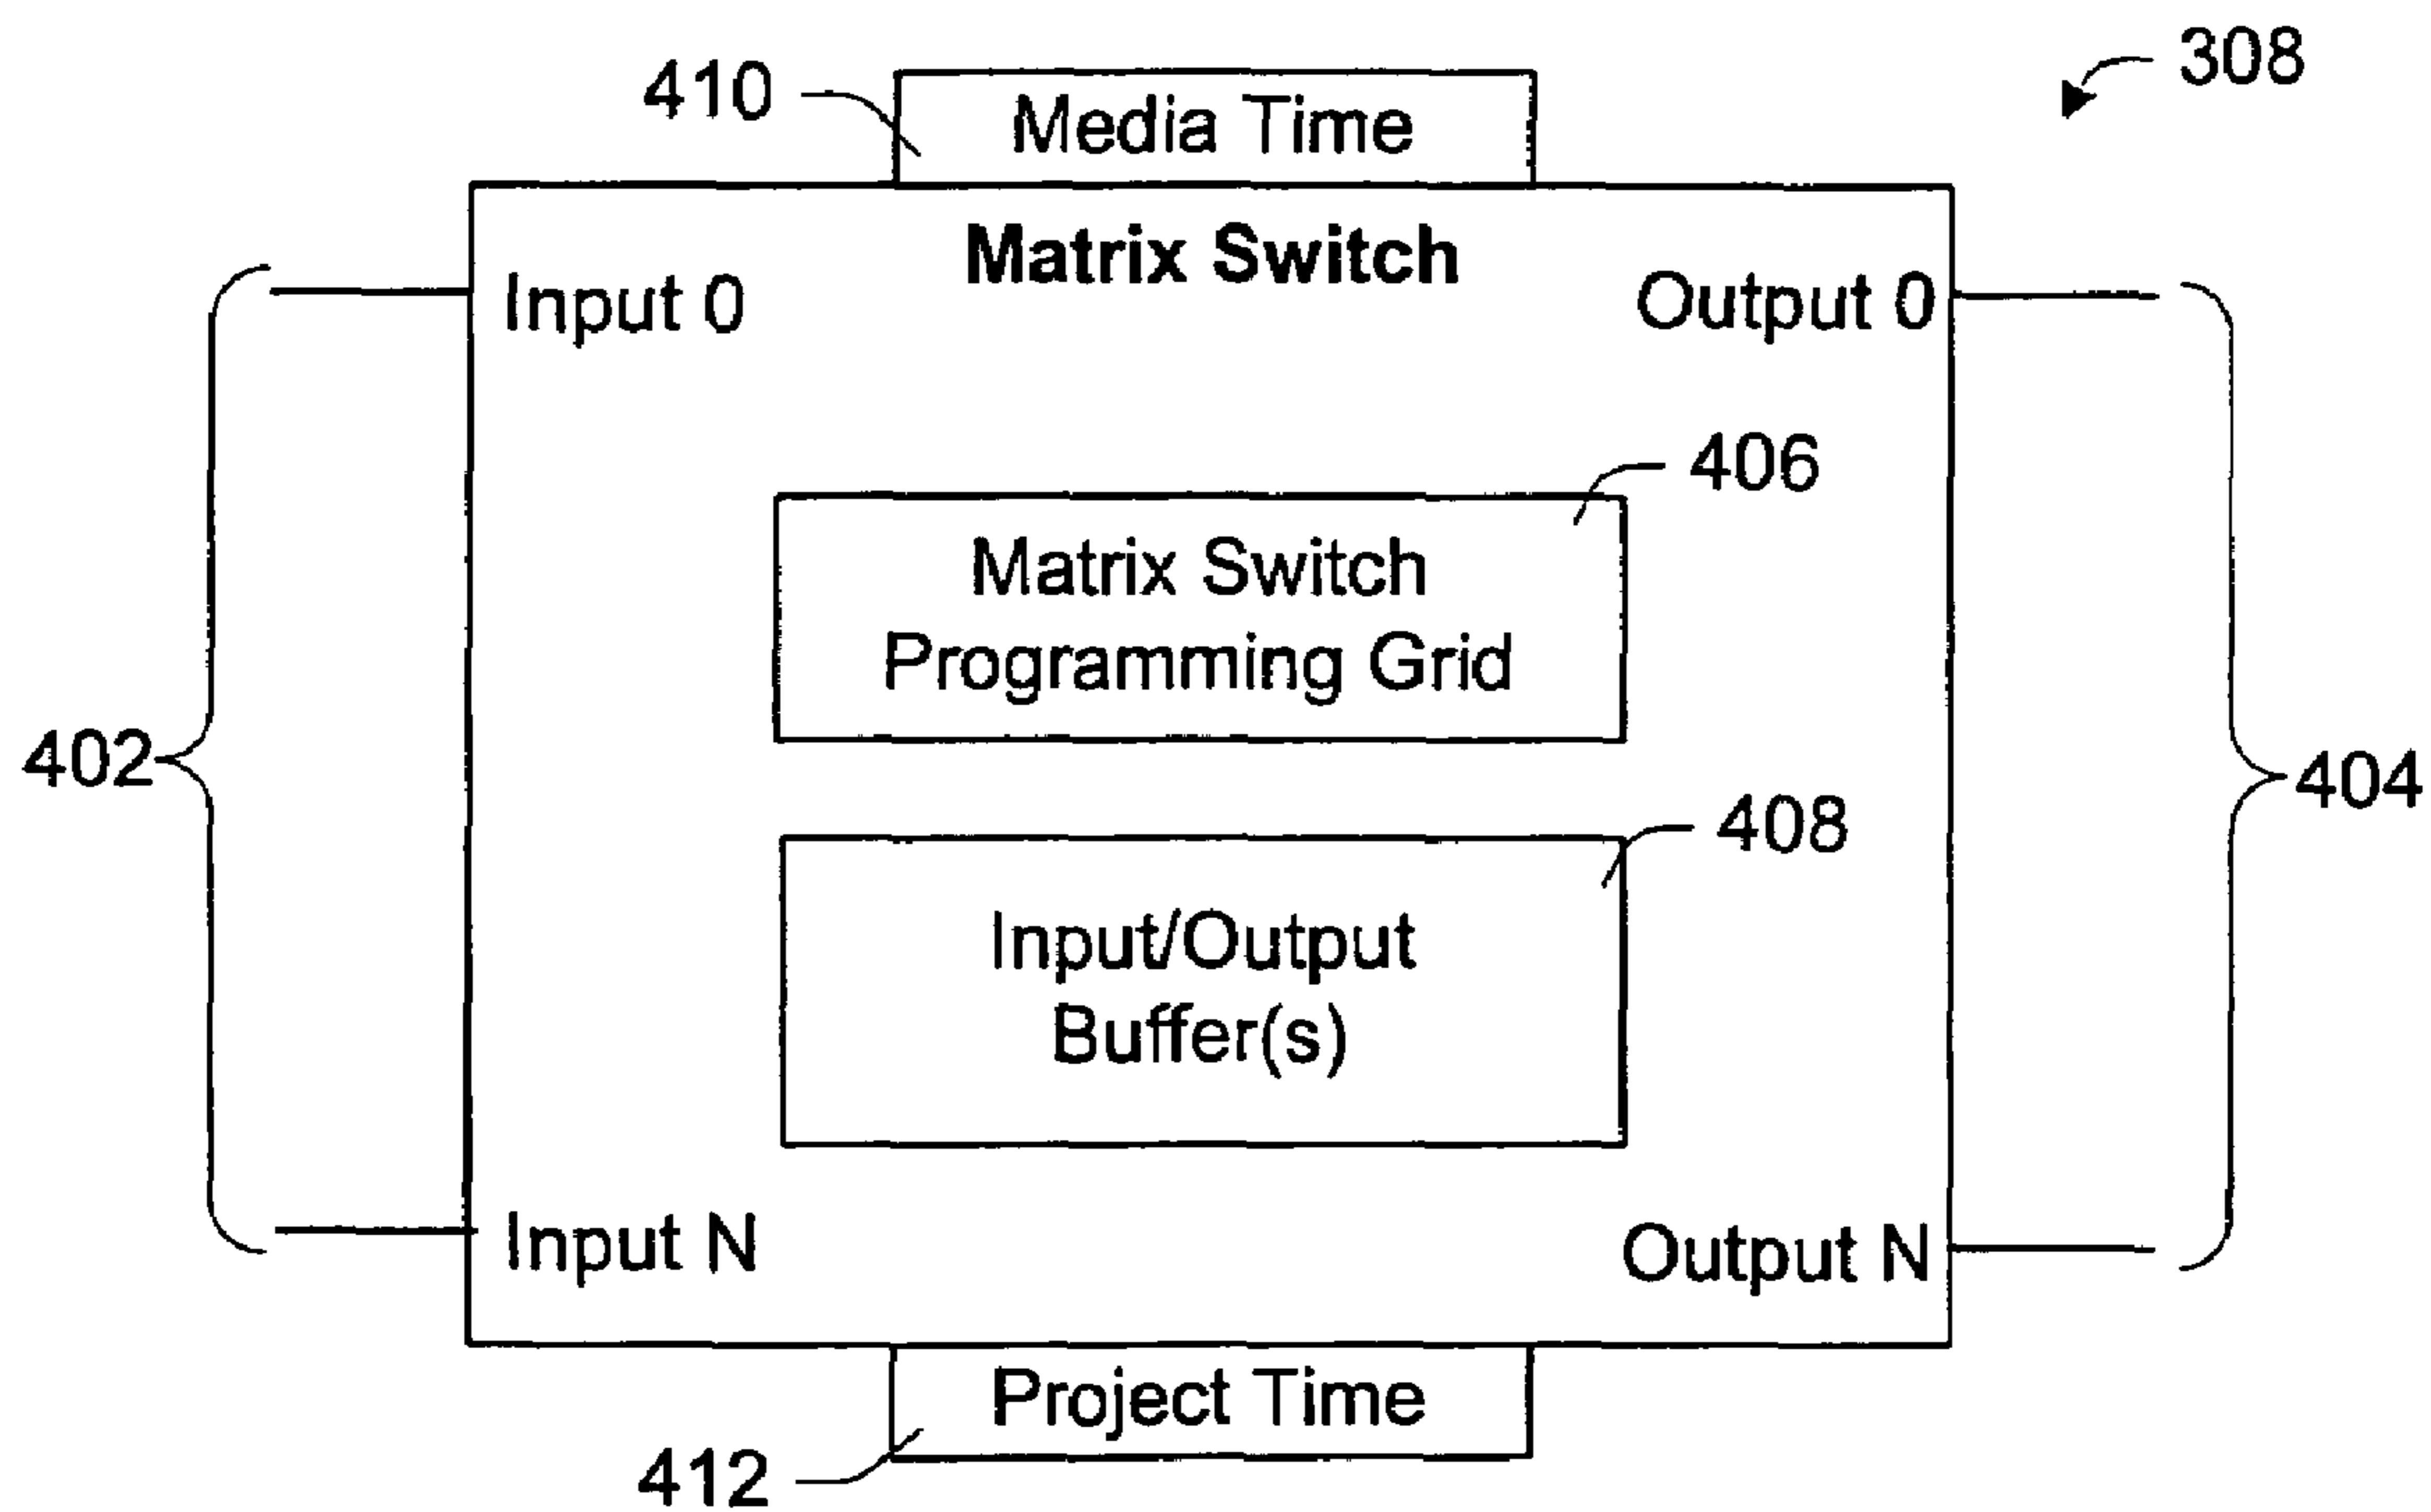 308
410
Media Time
Matrix Switch
Input 0
Output 0
406
Matrix Switch
Programming Grid
402
404
408
Input/Output
Buffer(s)
Input N
Output N
Project Time
412